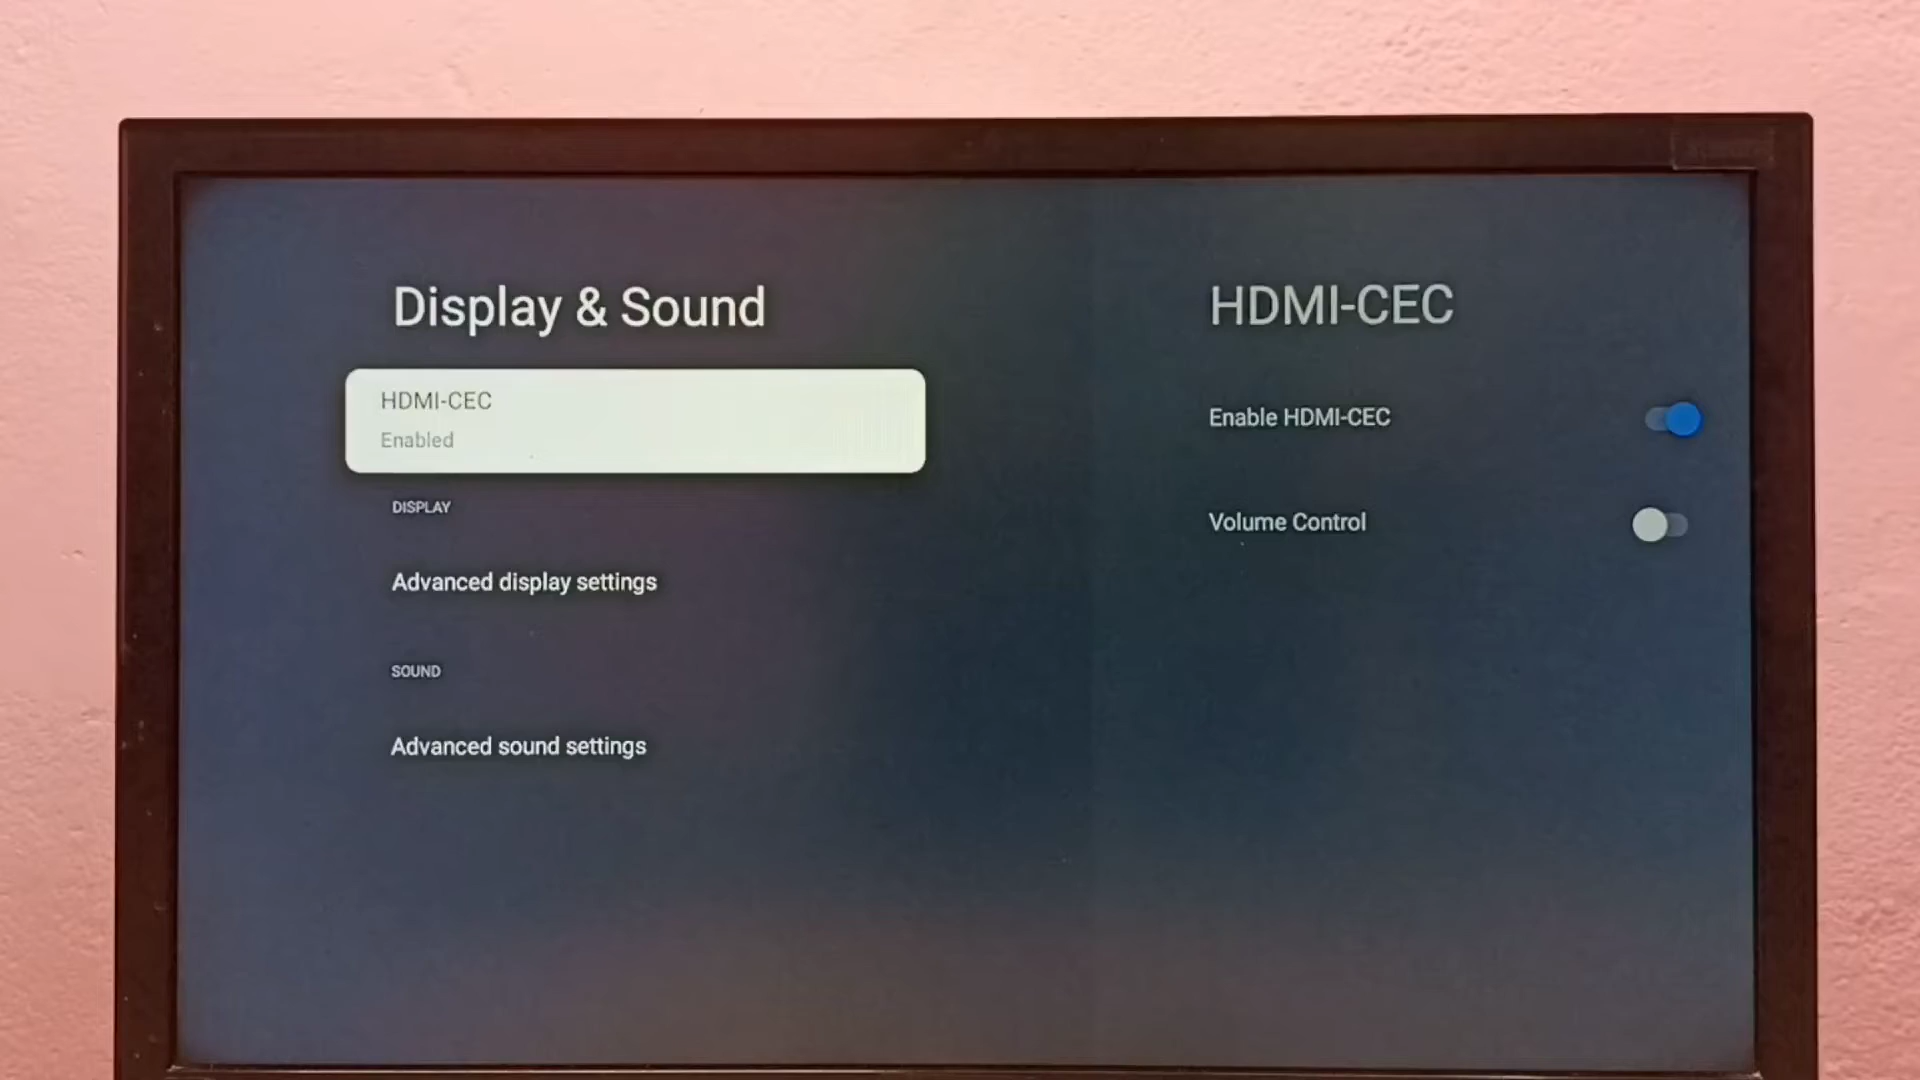 Display & Sound
HDMI-CEC
Enabled
DISPLAY
Advanced display settings
SOUND
Advanced sound settings
HDMI-CEC
Enable HDMI-CEC
Volume Control